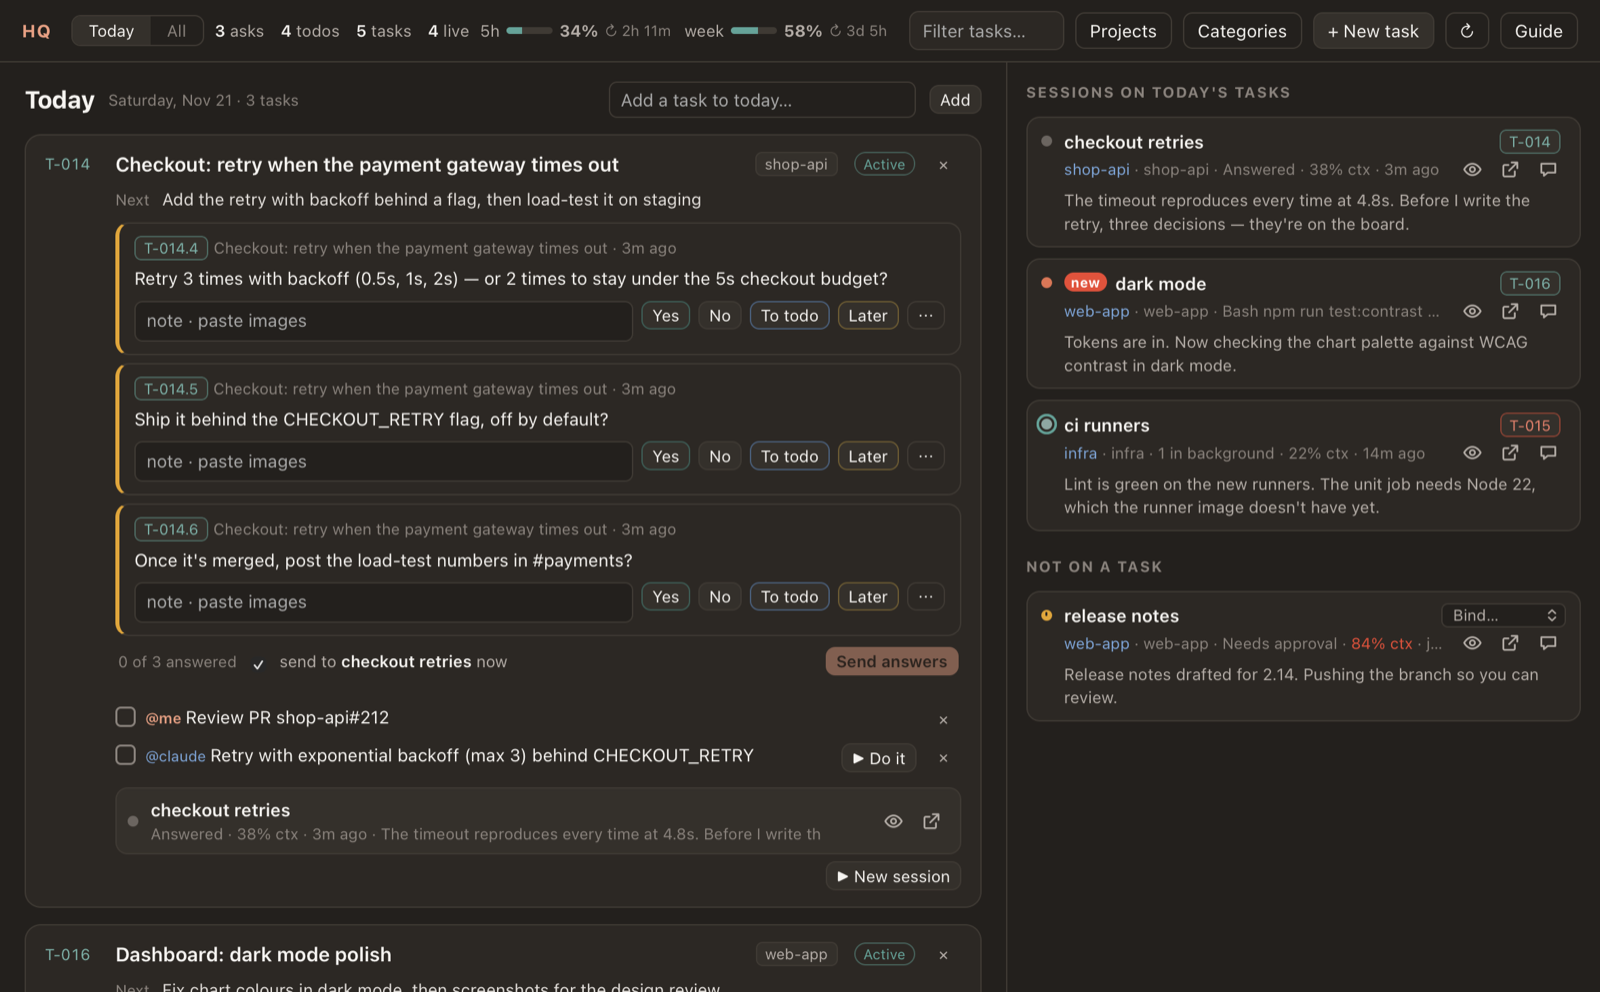 HQ Today All 3 asks 4 todos 5 tasks 4 live 5h 34% 2h 11m week 58% 3d 5h Filter tasks... Projects Categories + New task Guide
Today Saturday, Nov 21 · 3 tasks Add a task to today... Add
T-014 Checkout: retry when the payment gateway times out shop-api Active ×
Next Add the retry with backoff behind a flag, then load-test it on staging
T-014.4 Checkout: retry when the payment gateway times out · 3m ago
Retry 3 times with backoff (0.5s, 1s, 2s) — or 2 times to stay under the 5s checkout budget?
note · paste images Yes No To todo Later ···
T-014.5 Checkout: retry when the payment gateway times out · 3m ago
Ship it behind the CHECKOUT_RETRY flag, off by default?
note · paste images Yes No To todo Later ···
T-014.6 Checkout: retry when the payment gateway times out · 3m ago
Once it's merged, post the load-test numbers in #payments?
note · paste images Yes No To todo Later ···
0 of 3 answered ✓ send to checkout retries now Send answers
@me Review PR shop-api#212 ×
@claude Retry with exponential backoff (max 3) behind CHECKOUT_RETRY ▶ Do it ×
checkout retries
Answered · 38% ctx · 3m ago · The timeout reproduces every time at 4.8s. Before I write th
▶ New session
T-016 Dashboard: dark mode polish web-app Active ×
Next Fix chart colours in dark mode, then screenshots for the design review
SESSIONS ON TODAY'S TASKS
checkout retries T-014
shop-api · shop-api · Answered · 38% ctx · 3m ago
The timeout reproduces every time at 4.8s. Before I write the
retry, three decisions — they're on the board.
new dark mode T-016
web-app · web-app · Bash npm run test:contrast ...
Tokens are in. Now checking the chart palette against WCAG
contrast in dark mode.
ci runners T-015
infra · infra · 1 in background · 22% ctx · 14m ago
Lint is green on the new runners. The unit job needs Node 22,
which the runner image doesn't have yet.
NOT ON A TASK
release notes Bind...
web-app · web-app · Needs approval · 84% ctx · j...
Release notes drafted for 2.14. Pushing the branch so you can
review.